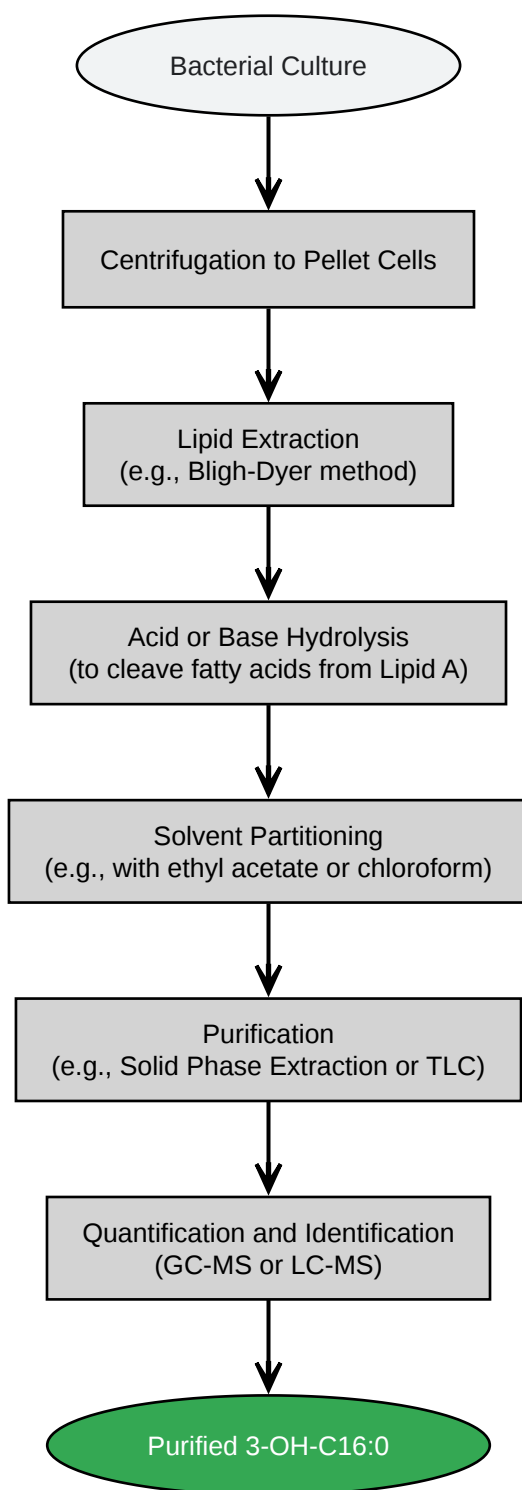 Bacterial Culture
Centrifugation to Pellet Cells
Lipid Extraction
(e.g., Bligh-Dyer method)
Acid or Base Hydrolysis
(to cleave fatty acids from Lipid A)
Solvent Partitioning
(e.g., with ethyl acetate or chloroform)
Purification
(e.g., Solid Phase Extraction or TLC)
Quantification and Identification
(GC-MS or LC-MS)
Purified 3-OH-C16:0